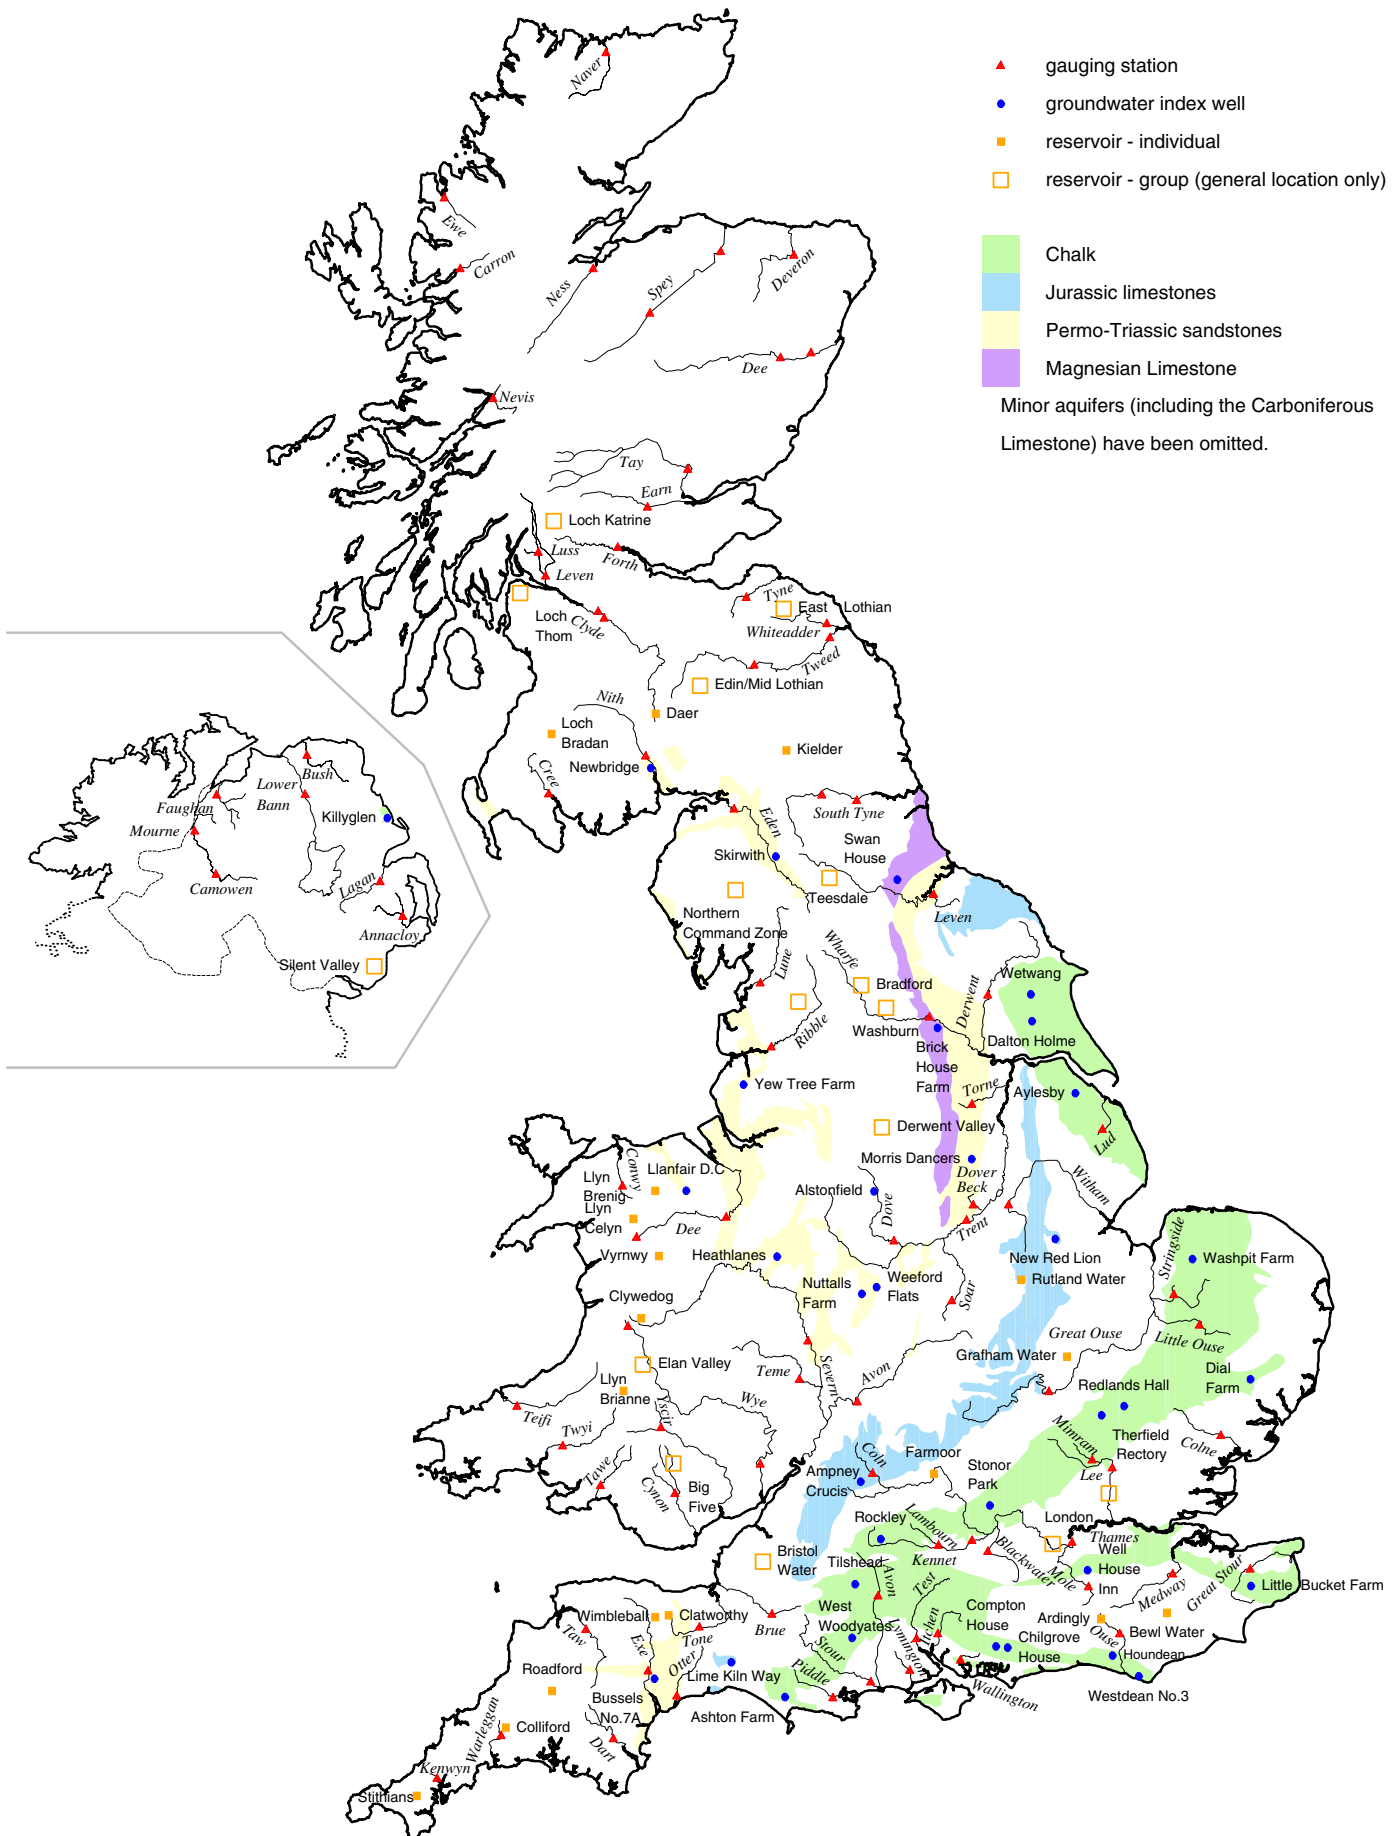 gauging station
groundwater index well
reservoir - individual
reservoir - group (general location only)
Chalk
Jurassic limestones
Permo-Triassic sandstones
Magnesian Limestone
Minor aquifers (including the Carboniferous
Limestone) have been omitted.
Naver
Ewe
Carron
Ness
Spey
Deveron
Dee
Nevis
Tay
Earn
Loch Katrine
Luss
Forth
Leven
Loch
Thom
Clyde
Tyne
East Lothian
Whiteadder
Tweed
Edin/Mid Lothian
Nith
Daer
Loch
Bradan
Kielder
Newbridge
Cree
Bush
Lower
Bann
Faughan
Mourne
Killyglen
Camowen
Lagan
Annacloy
Silent Valley
Eden
South Tyne
Swan
House
Skirwith
Teesdale
Leven
Northern
Command Zone
Lune
Wharfe
Bradford
Derwent
Wetwang
Ribble
Washburn
Brick
House
Farm
Dalton Holme
Yew Tree Farm
Torne
Aylesby
Lud
Derwent Valley
Morris Dancers
Dover
Beck
Witham
Conwy
Llanfair D.C
Llyn
Brenig
Llyn
Celyn
Dee
Alstonfield
Dove
Trent
Vyrnwy
Heathlanes
New Red Lion
Stringside
Washpit Farm
Nuttalls
Farm
Weeford
Flats
Soar
Rutland Water
Clywedog
Great Ouse
Little Ouse
Grafham Water
Elan Valley
Teme
Severn
Avon
Dial
Farm
Llyn
Brianne
Redlands Hall
Teifi
Twyi
Yscir
Wye
Mimram
Therfield
Rectory
Colne
Tawe
Cynon
Big
Five
Coln
Farmoor
Ampney
Crucis
Stonor
Park
Lee
Rockley
Lambourn
London
Thames
Bristol
Water
Tilshead
Kennet
Blackwater
Well
House
Inn
Mole
Avon
Test
Medway
Great Stour
Little Bucket Farm
Wimbleball
Clatworthy
West
Woodyates
Compton
House
Chilgrove
House
Ardingly
Bewl Water
Taw
Exe
Tone
Brue
Stour
Lymington
Itchen
Ouse
Houndean
Roadford
Otter
Lime Kiln Way
Piddle
Wallington
Westdean No.3
Bussels
No.7A
Ashton Farm
Colliford
Warleggan
Dart
Kenwyn
Stithians